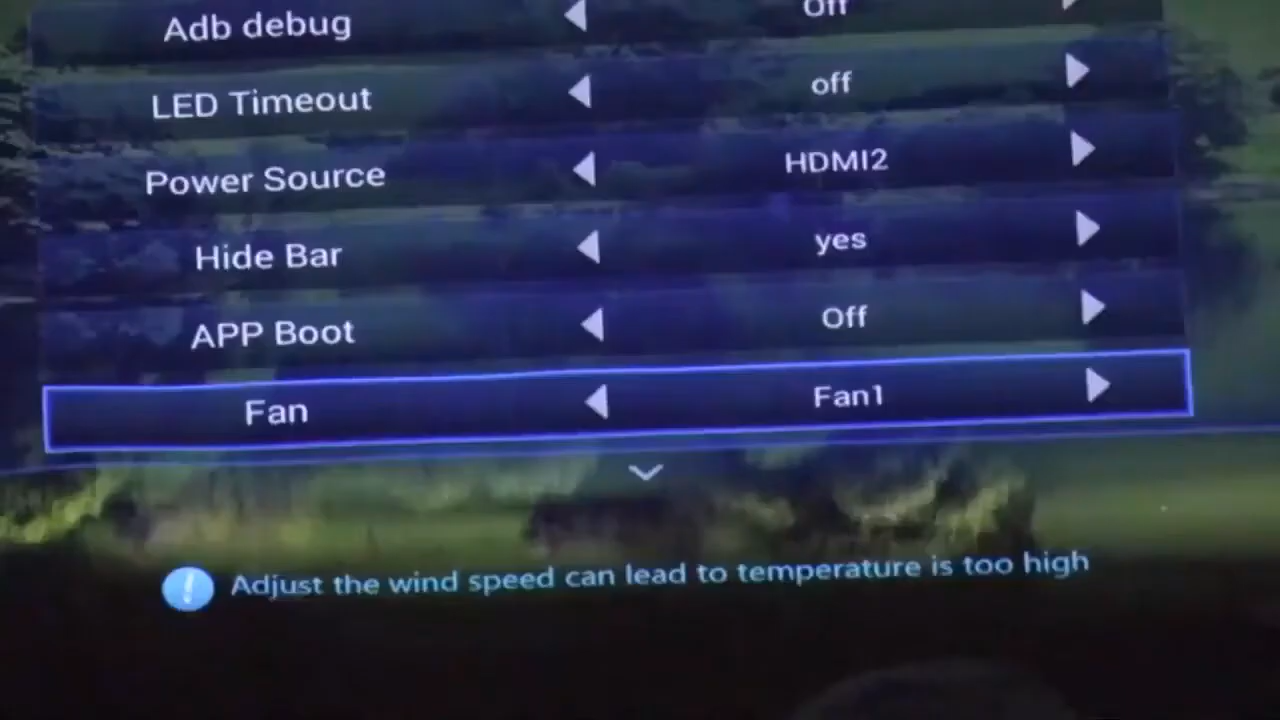 Adb debug Off
LED Timeout off
Power Source HDMI2
Hide Bar yes
APP Boot Off
Fan Fan1
! Adjust the wind speed can lead to temperature is too high